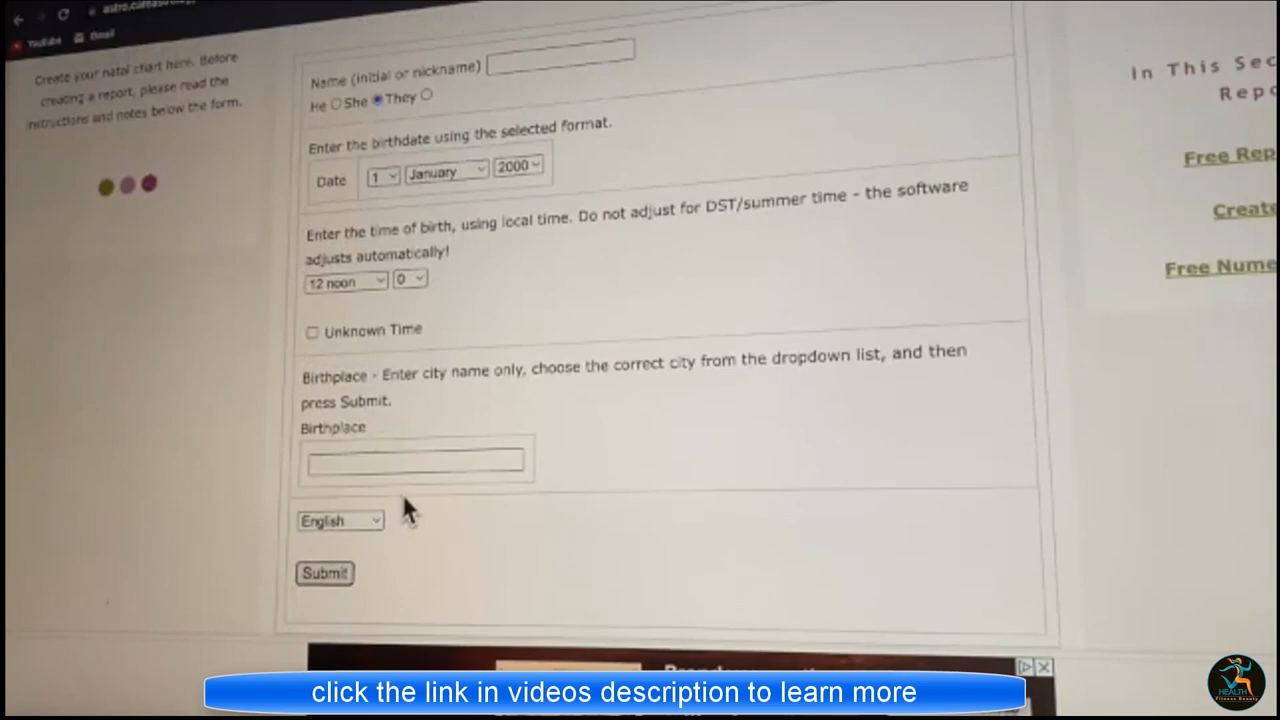 YouTube Gmail
Create your natal chart here. Before
creating a report, please read the
instructions and notes below the form.
Name (initial or nickname)
He She They
Enter the birthdate using the selected format.
Date 1 January 2000
Enter the time of birth, using local time. Do not adjust for DST/summer time - the software
adjusts automatically!
12 noon 0
Unknown Time
Birthplace - Enter city name only, choose the correct city from the dropdown list, and then
press Submit.
Birthplace
English
Submit
In This Sec
Repo
Free Rep
Create
Free Nume
click the link in videos description to learn more
HEALTH
Fitness Beauty